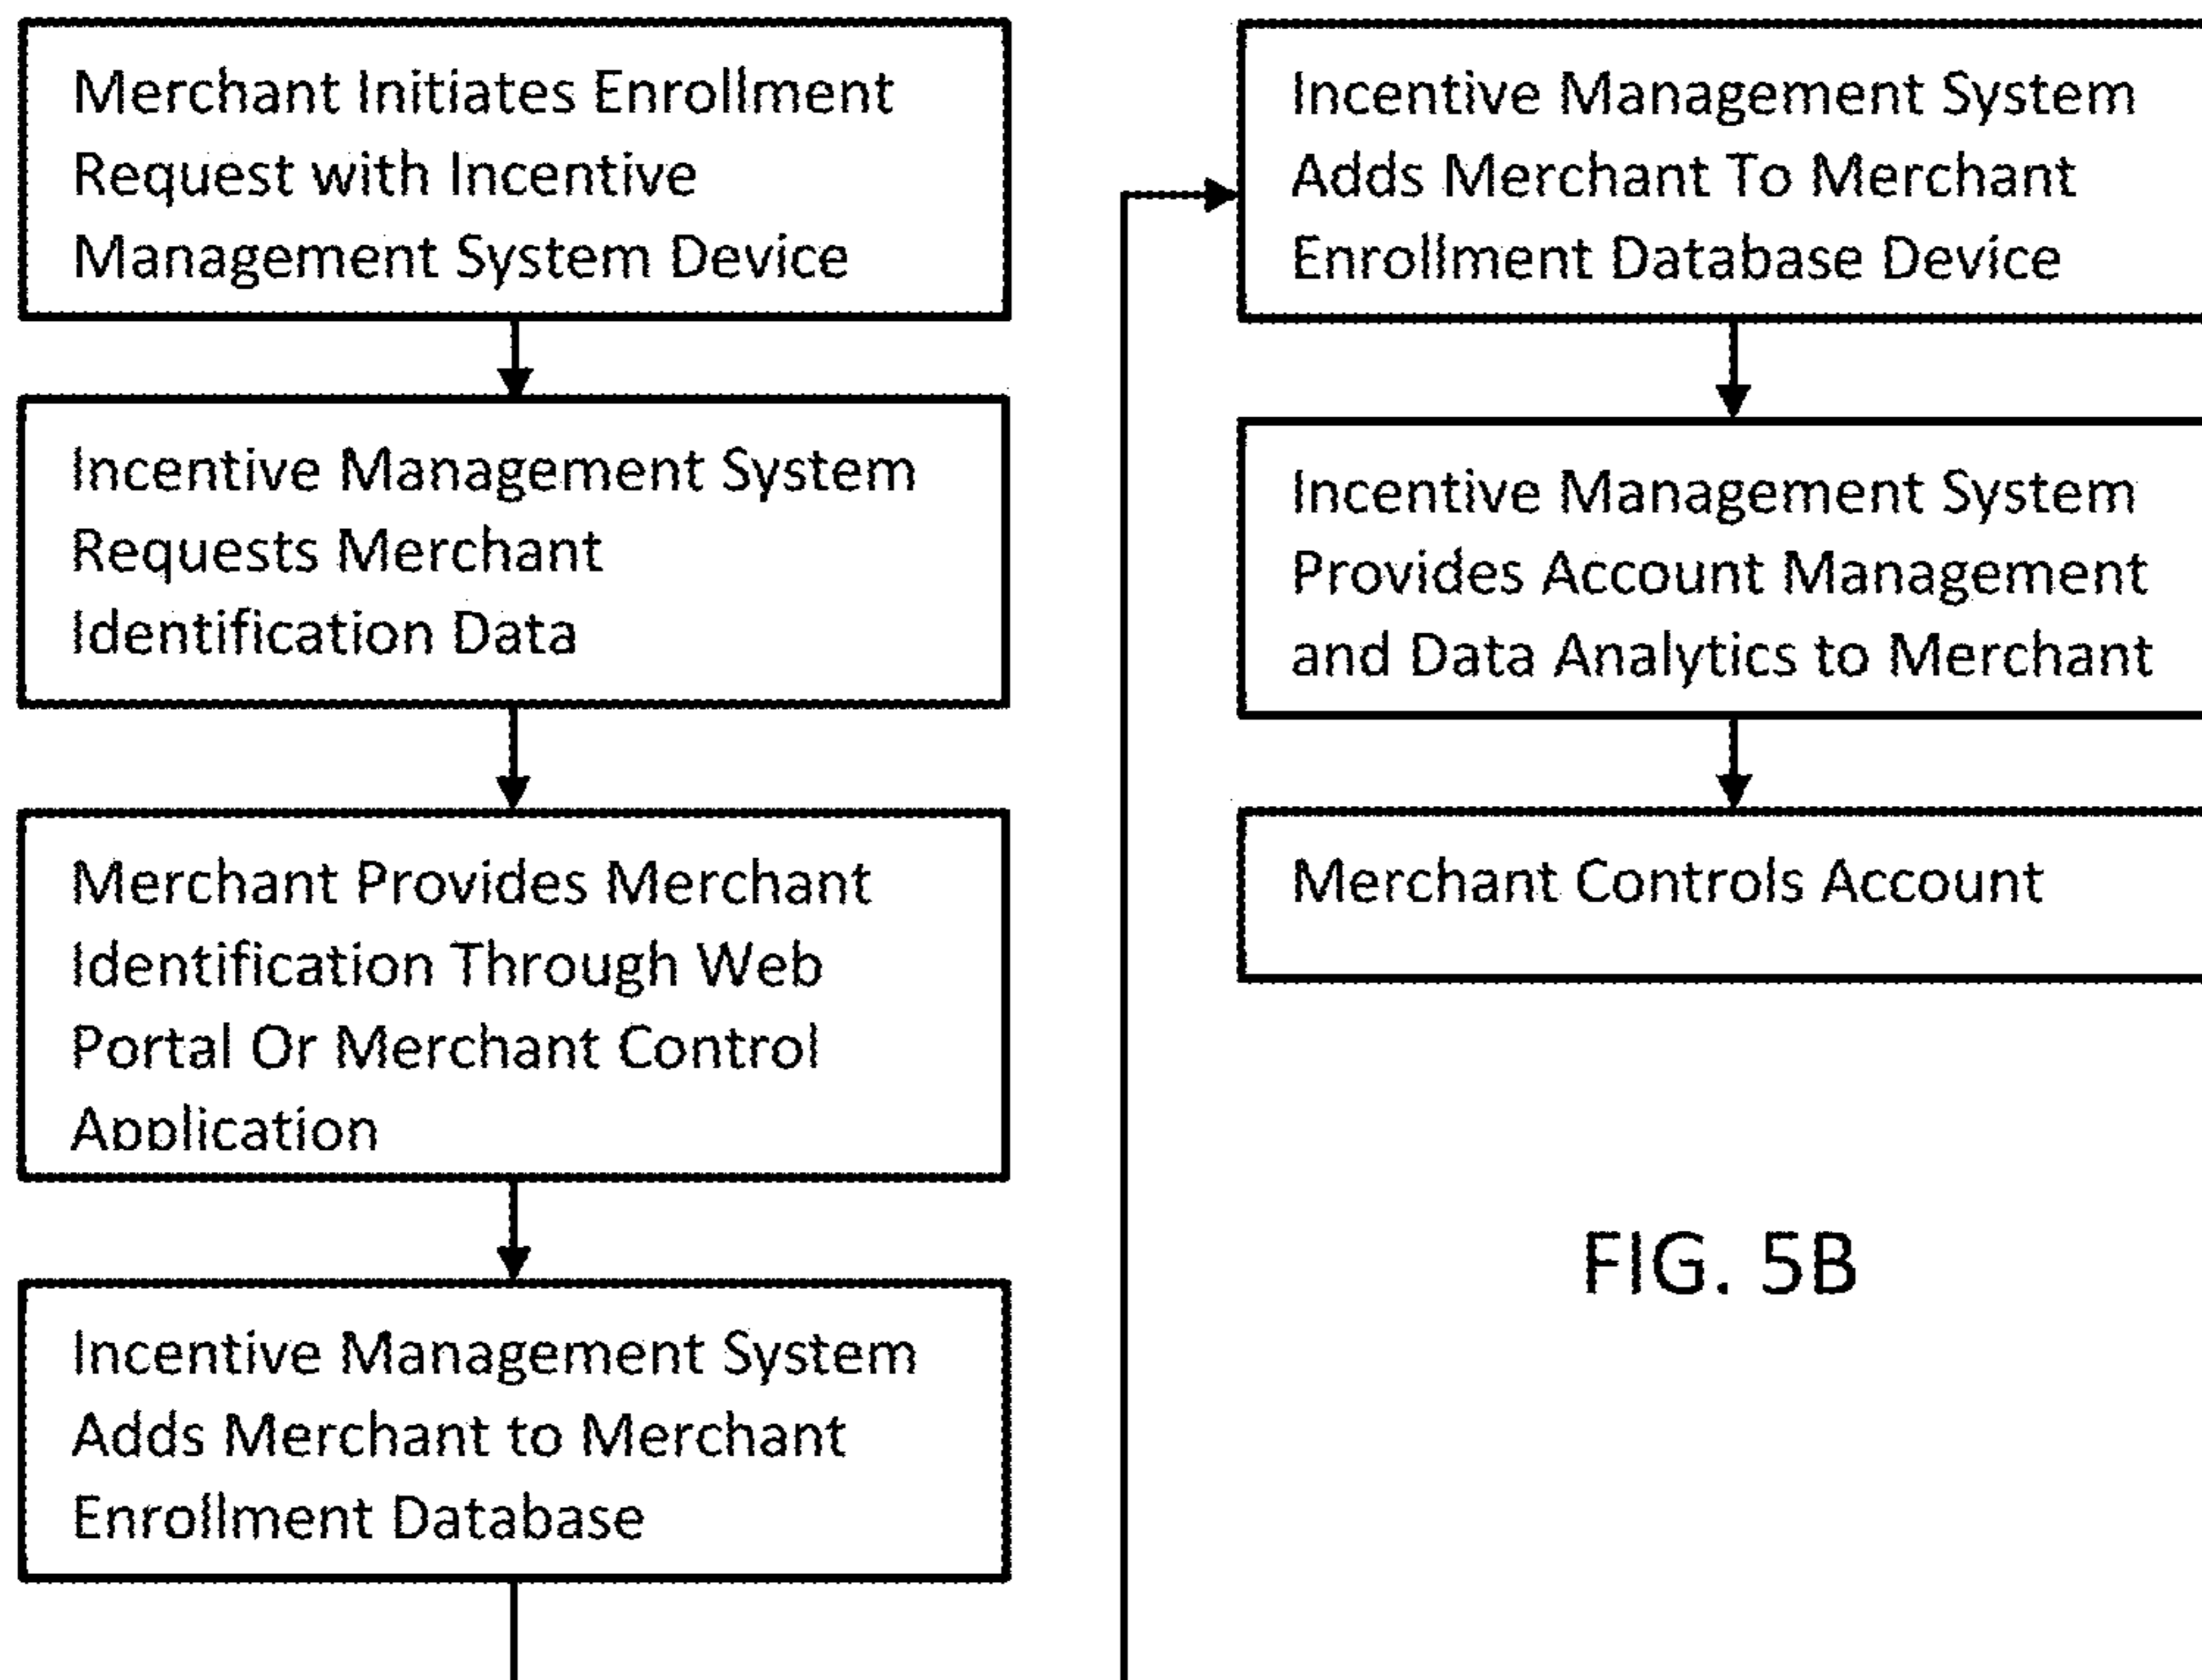 Merchant Initiates Enrollment
Request with Incentive
Management System Device
Incentive Management System
Requests Merchant
Identification Data
Merchant Provides Merchant
Identification Through Web
Portal Or Merchant Control
Application
Incentive Management System
Adds Merchant to Merchant
Enrollment Database
Incentive Management System
Adds Merchant To Merchant
Enrollment Database Device
Incentive Management System
Provides Account Management
and Data Analytics to Merchant
Merchant Controls Account
FIG. 5B